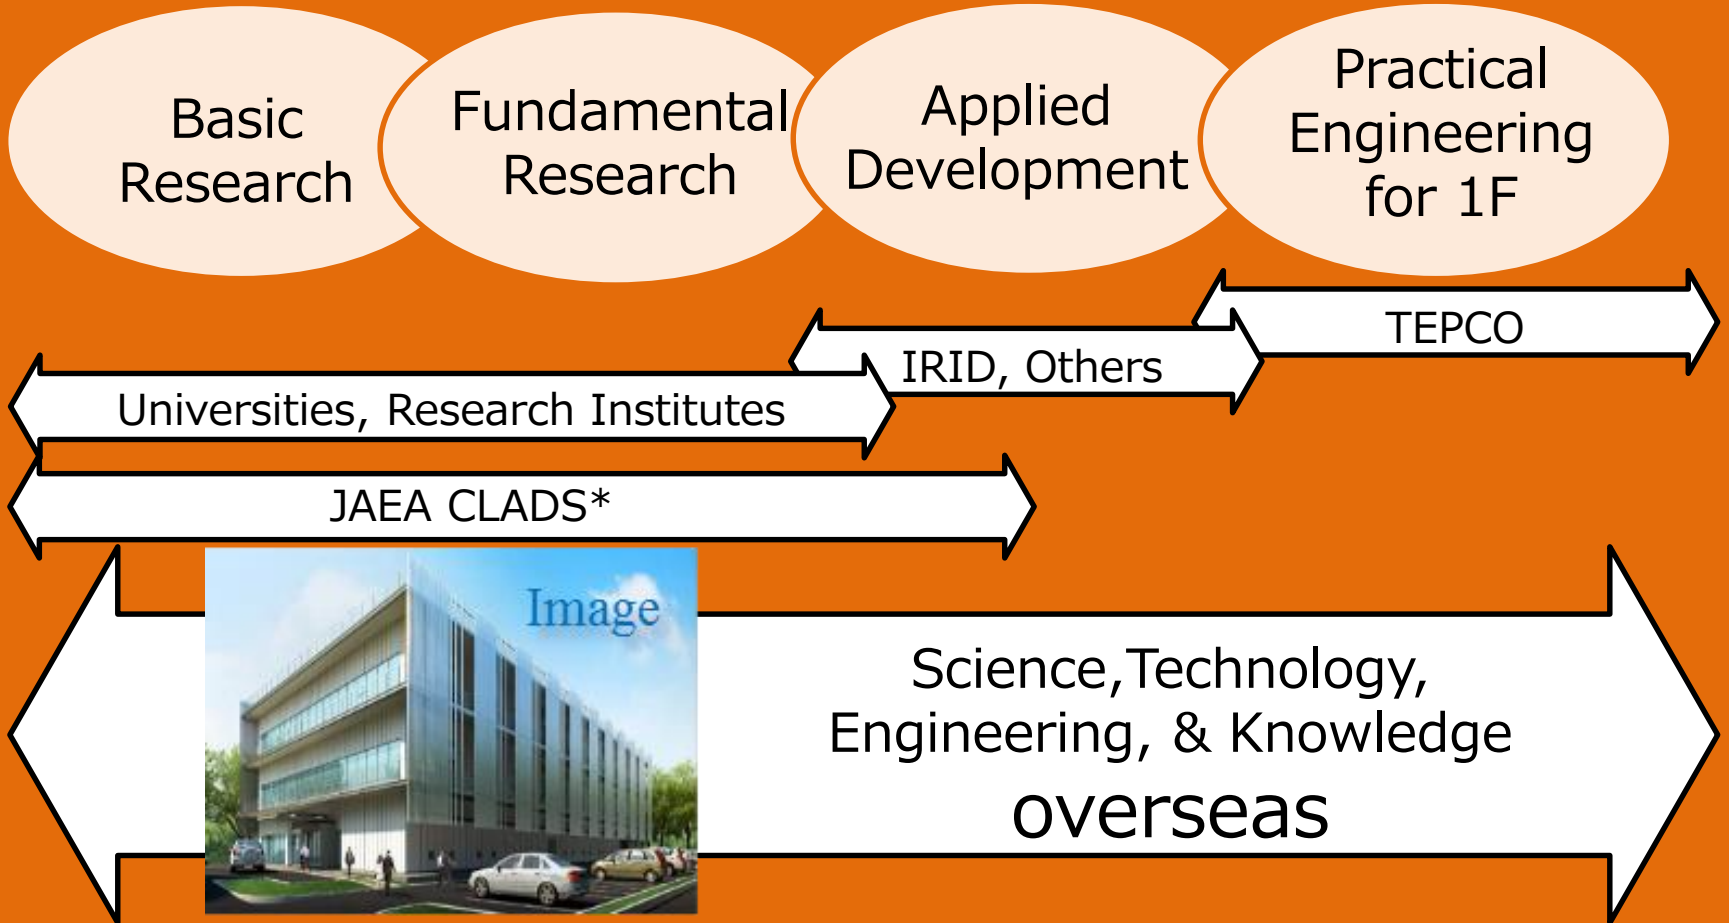 Basic
Research
Fundamental
Research
Applied
Development
Practical
Engineering
for 1F
TEPCO
IRID, Others
Universities, Research Institutes
JAEA CLADS*
Image
Science,Technology,
Engineering, & Knowledge
overseas